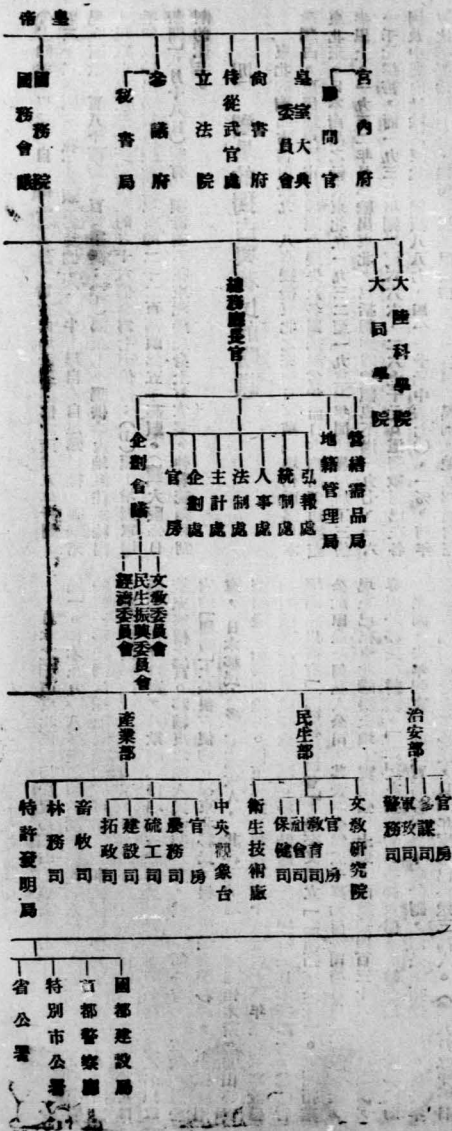 皇帝
宮內府
顧問官
皇室大典委員會
尙書府
侍從武官處
立法院
參議府
秘書局
國務院
國務會議
大陸科學院
大同學院
總務廳長官
營繕需品局
地籍管理局
弘報處
統制處
人事處
法制處
主計處
企劃處
官房
企劃會議
文敎委員會
民生振興委員會
經濟委員會
治安部
官房
參謀司
軍政司
警務司
民生部
文敎研究院
官房
敎育司
社會司
保健司
衛生技術廠
產業部
中央觀象台
官房
農務司
建設司
拓政司
畜牧司
林務司
特許發明局
國都建設局
首都警察廳
特別市公署
省公署